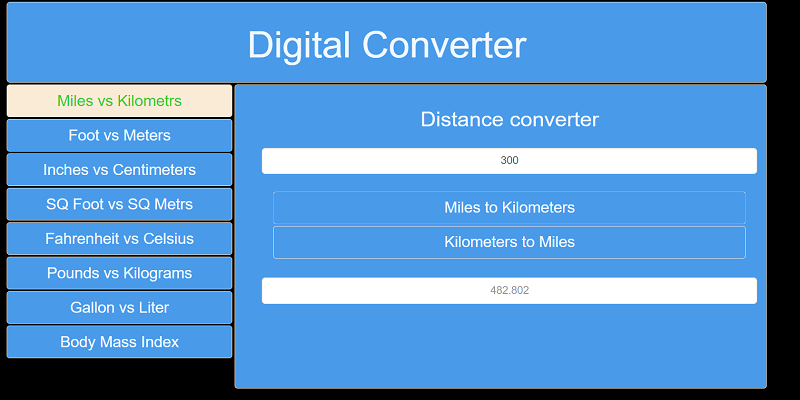 Digital Converter
Miles vs Kilometrs
Foot vs Meters
Inches vs Centimeters
SQ Foot vs SQ Metrs
Fahrenheit vs Celsius
Pounds vs Kilograms
Gallon vs Liter
Body Mass Index
Distance converter
300
Miles to Kilometers
Kilometers to Miles
482.802